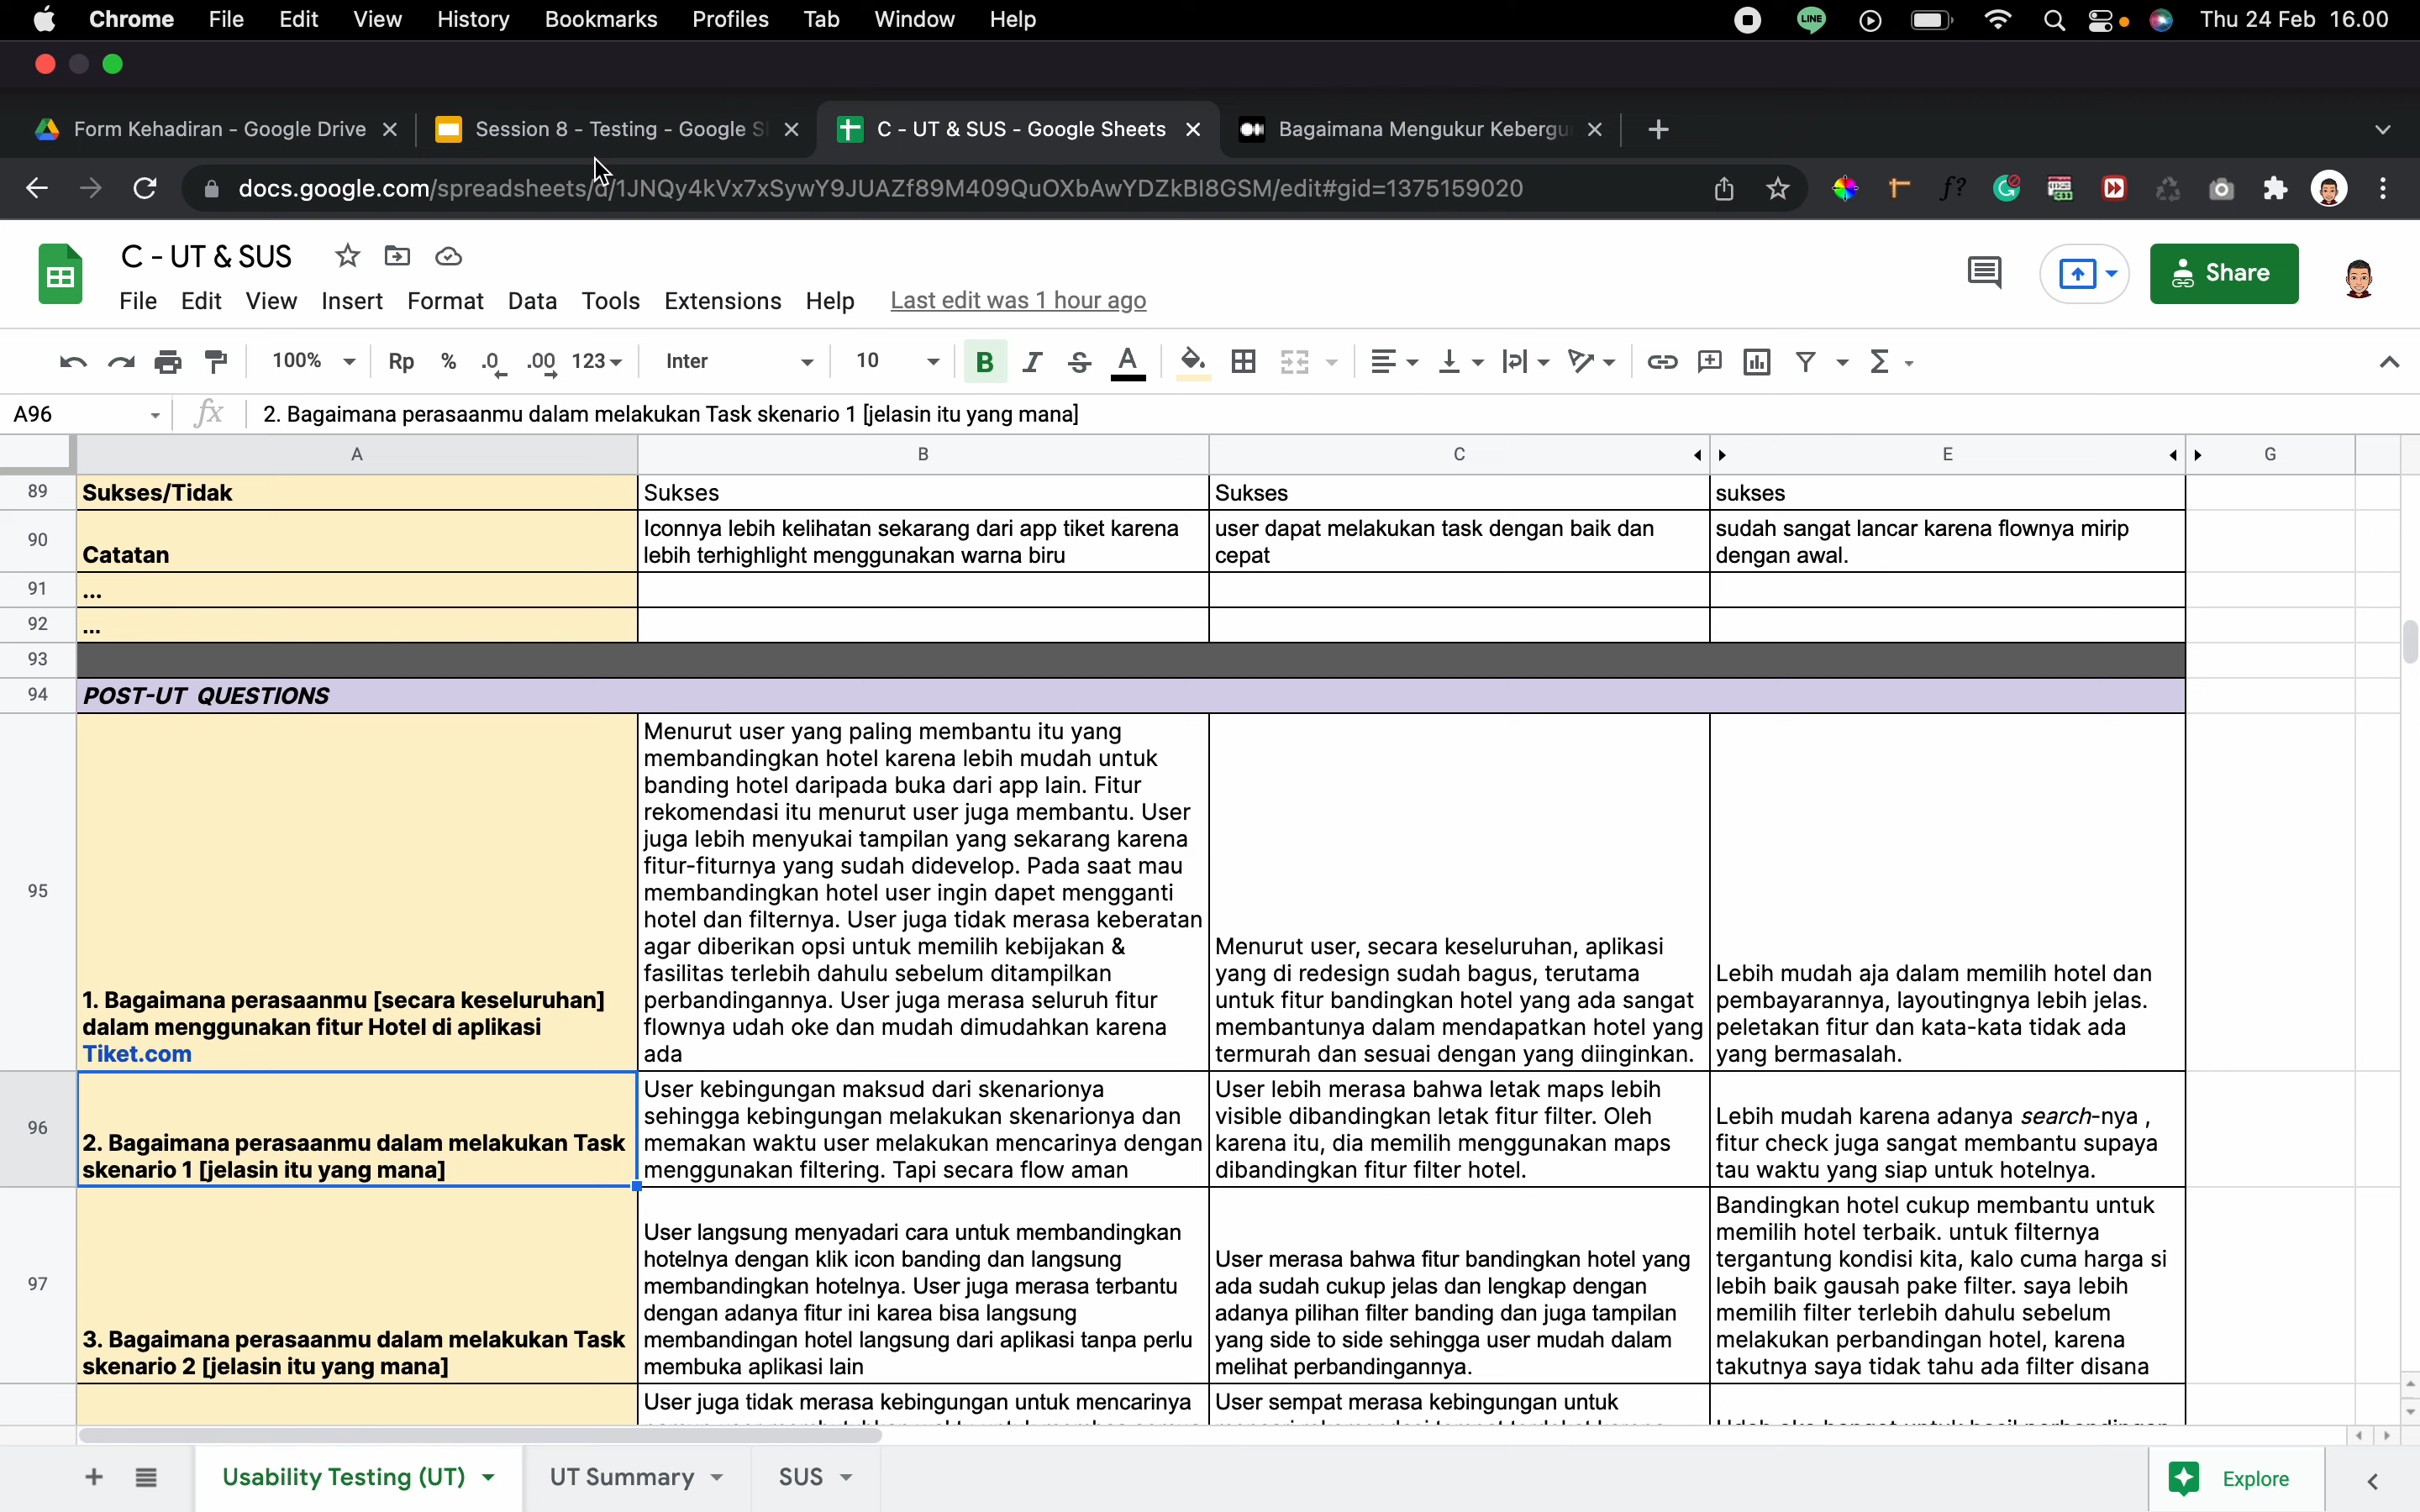 Chrome File Edit View History Bookmarks Profiles Tab Window Help LINE Thu 24 Feb 16.00
Form Kehadiran - Google Drive Session 8 - Testing - Google C - UT & SUS - Google Sheets Bagaimana Mengukur
docs.google.com/spreadsheets/d/1JNQy4kVx7xSywY9JUAZf89M409QuOXbAwYDZkBI8GSM/edit#gid=1375159020
C - UT & SUS
Share
File Edit View Insert Format Data Tools Extensions Help Last edit was 1 hour ago
100% Rp % .0 .00 123 Inter 10 B I S A
A96 fx 2. Bagaimana perasaanmu dalam melakukan Task skenario 1 [jelasin itu yang mana]
A B C E G
89 Sukses/Tidak Sukses Sukses sukses
90 Catatan
Iconnya lebih kelihatan sekarang dari app tiket karena
lebih terhighlight menggunakan warna biru
user dapat melakukan task dengan baik dan
cepat
sudah sangat lancar karena flownya mirip
dengan awal.
91 ...
92 ...
93
94 POST-UT QUESTIONS
95
1. Bagaimana perasaanmu [secara keseluruhan]
dalam menggunakan fitur Hotel di aplikasi
Tiket.com
Menurut user yang paling membantu itu yang
membandingkan hotel karena lebih mudah untuk
banding hotel daripada buka dari app lain. Fitur
rekomendasi itu menurut user juga membantu. User
juga lebih menyukai tampilan yang sekarang karena
fitur-fiturnya yang sudah didevelop. Pada saat mau
membandingkan hotel user ingin dapet mengganti
hotel dan filternya. User juga tidak merasa keberatan
agar diberikan opsi untuk memilih kebijakan &
fasilitas terlebih dahulu sebelum ditampilkan
perbandingannya. User juga merasa seluruh fitur
flownya udah oke dan mudah dimudahkan karena
ada
Menurut user, secara keseluruhan, aplikasi
yang di redesign sudah bagus, terutama
untuk fitur bandingkan hotel yang ada sangat
membantunya dalam mendapatkan hotel yang
termurah dan sesuai dengan yang diinginkan.
Lebih mudah aja dalam memilih hotel dan
pembayarannya, layoutingnya lebih jelas.
peletakan fitur dan kata-kata tidak ada
yang bermasalah.
96
2. Bagaimana perasaanmu dalam melakukan Task
skenario 1 [jelasin itu yang mana]
User kebingungan maksud dari skenarionya
sehingga kebingungan melakukan skenarionya dan
memakan waktu user melakukan mencarinya dengan
menggunakan filtering. Tapi secara flow aman
User lebih merasa bahwa letak maps lebih
visible dibandingkan letak fitur filter. Oleh
karena itu, dia memilih menggunakan maps
dibandingkan fitur filter hotel.
Lebih mudah karena adanya search-nya ,
fitur check juga sangat membantu supaya
tau waktu yang siap untuk hotelnya.
97
3. Bagaimana perasaanmu dalam melakukan Task
skenario 2 [jelasin itu yang mana]
User langsung menyadari cara untuk membandingkan
hotelnya dengan klik icon banding dan langsung
membandingkan hotelnya. User juga merasa terbantu
dengan adanya fitur ini karea bisa langsung
membandingan hotel langsung dari aplikasi tanpa perlu
membuka aplikasi lain
User merasa bahwa fitur bandingkan hotel yang
ada sudah cukup jelas dan lengkap dengan
adanya pilihan filter banding dan juga tampilan
yang side to side sehingga user mudah dalam
melihat perbandingannya.
Bandingkan hotel cukup membantu untuk
memilih hotel terbaik. untuk filternya
tergantung kondisi kita, kalo cuma harga si
lebih baik gausah pake filter. saya lebih
memilih filter terlebih dahulu sebelum
melakukan perbandingan hotel, karena
takutnya saya tidak tahu ada filter disana
User juga tidak merasa kebingungan untuk mencarinya
User sempat merasa kebingungan untuk
Usability Testing (UT) UT Summary SUS Explore